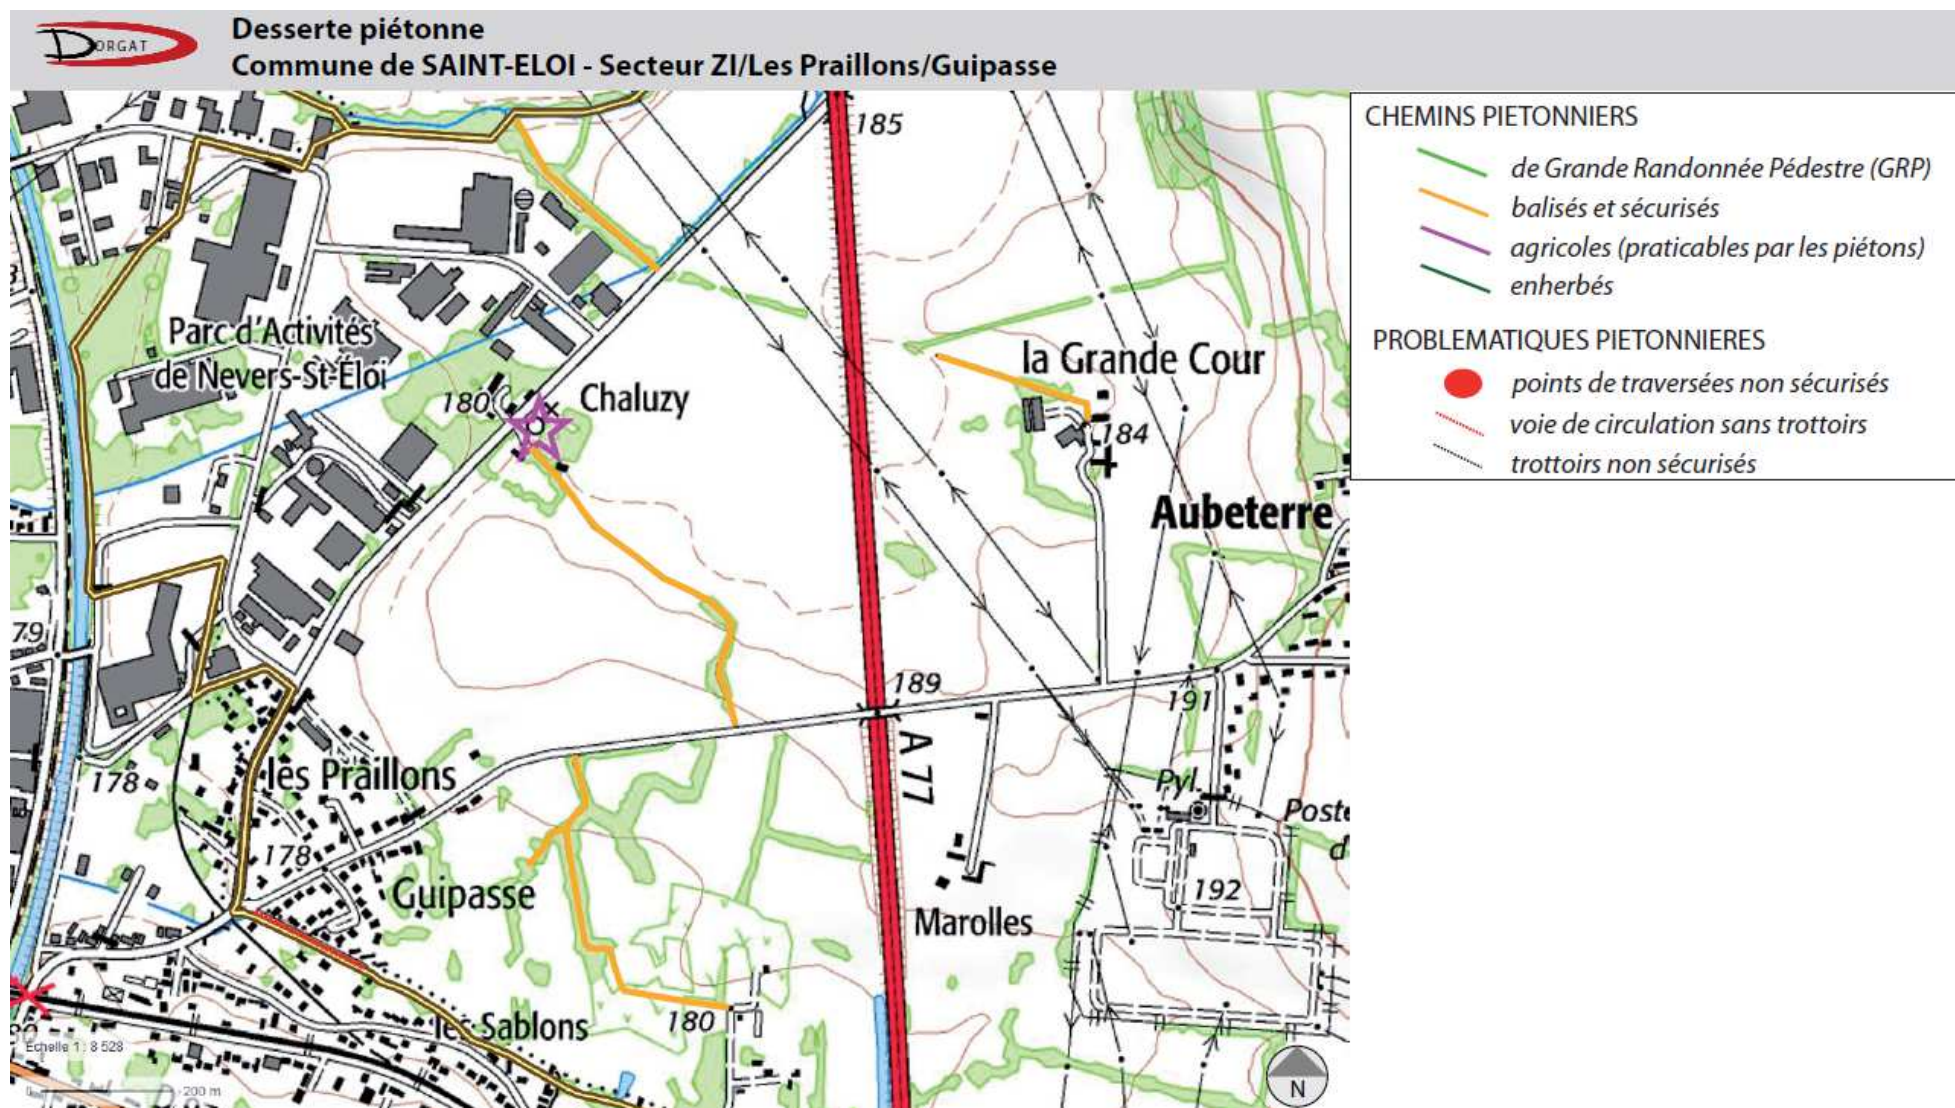 DORGAT
Desserte piétonne
Commune de SAINT-ELOI - Secteur ZI/Les Praillons/Guipasse
CHEMINS PIETONNIERS
de Grande Randonnée Pédestre (GRP)
balisés et sécurisés
agricoles (praticables par les piétons)
enherbés
PROBLEMATIQUES PIETONNIERES
points de traversées non sécurisés
voie de circulation sans trottoirs
trottoirs non sécurisés
185
Parc d'Activités
de Nevers-St-Éloi
180
Chaluzy
la Grande Cour
184
Aubeterre
79
189
191
A 77
178
les Praillons
Pyl.
Poste
d
178
Guipasse
192
Marolles
les Sablons
180
Echelle 1 : 8 528
0
200 m
N